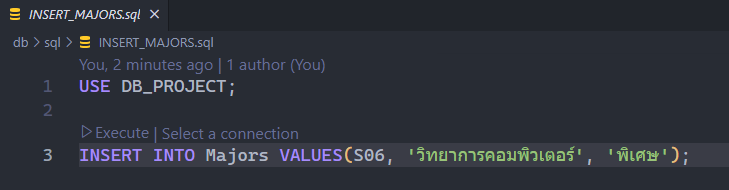 INSERT_MAJORS.sql
db > sql > INSERT_MAJORS.sql
You, 2 minutes ago | 1 author (You)
1 USE DB_PROJECT;
2
Execute | Select a connection
3 INSERT INTO Majors VALUES(S06, 'วิทยาการคอมพิวเตอร์', 'พิเศษ');